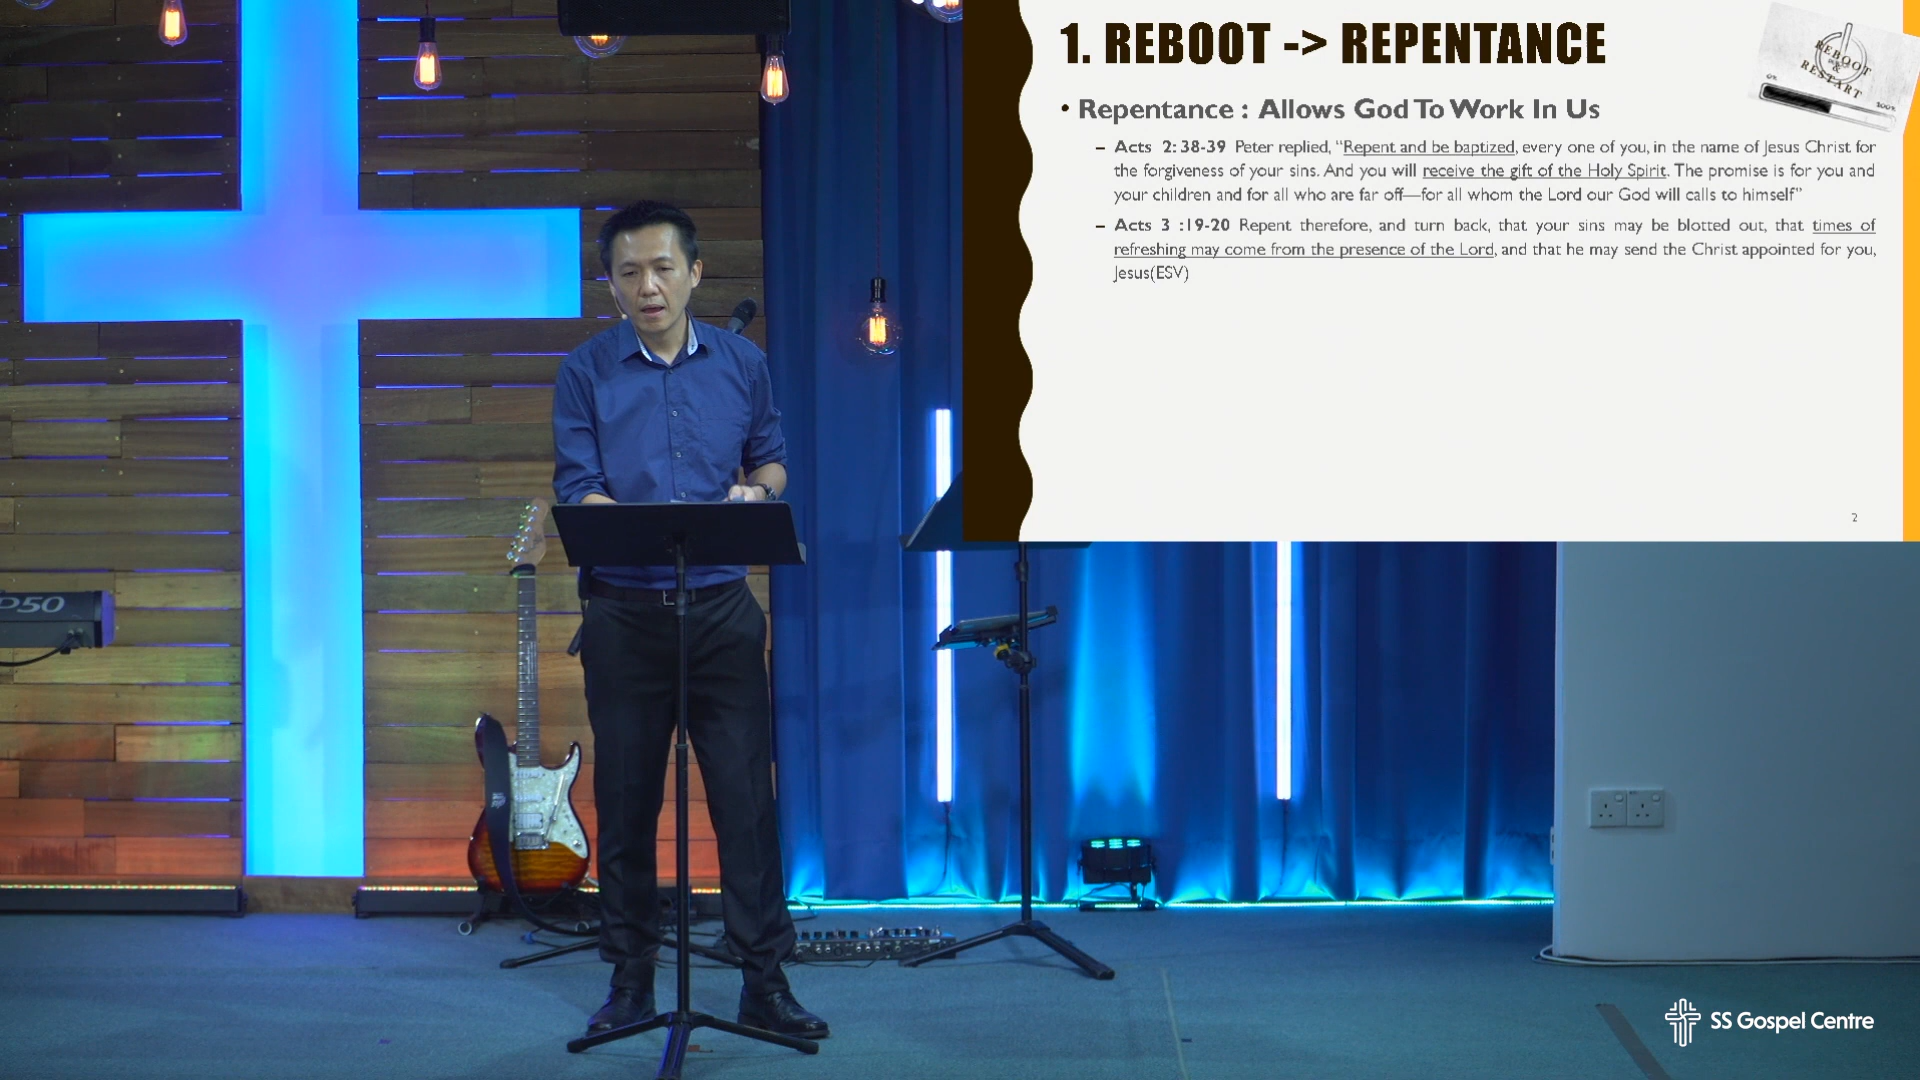 1. REBOOT -> REPENTANCE
REBOOT
&
RESTART
0%
100%
• Repentance : Allows God To Work In Us
– Acts 2: 38-39 Peter replied, “Repent and be baptized, every one of you, in the name of Jesus Christ for
the forgiveness of your sins. And you will receive the gift of the Holy Spirit. The promise is for you and
your children and for all who are far off—for all whom the Lord our God will calls to himself”
– Acts 3 :19-20 Repent therefore, and turn back, that your sins may be blotted out, that times of
refreshing may come from the presence of the Lord, and that he may send the Christ appointed for you,
Jesus(ESV)
2
P50
SS Gospel Centre